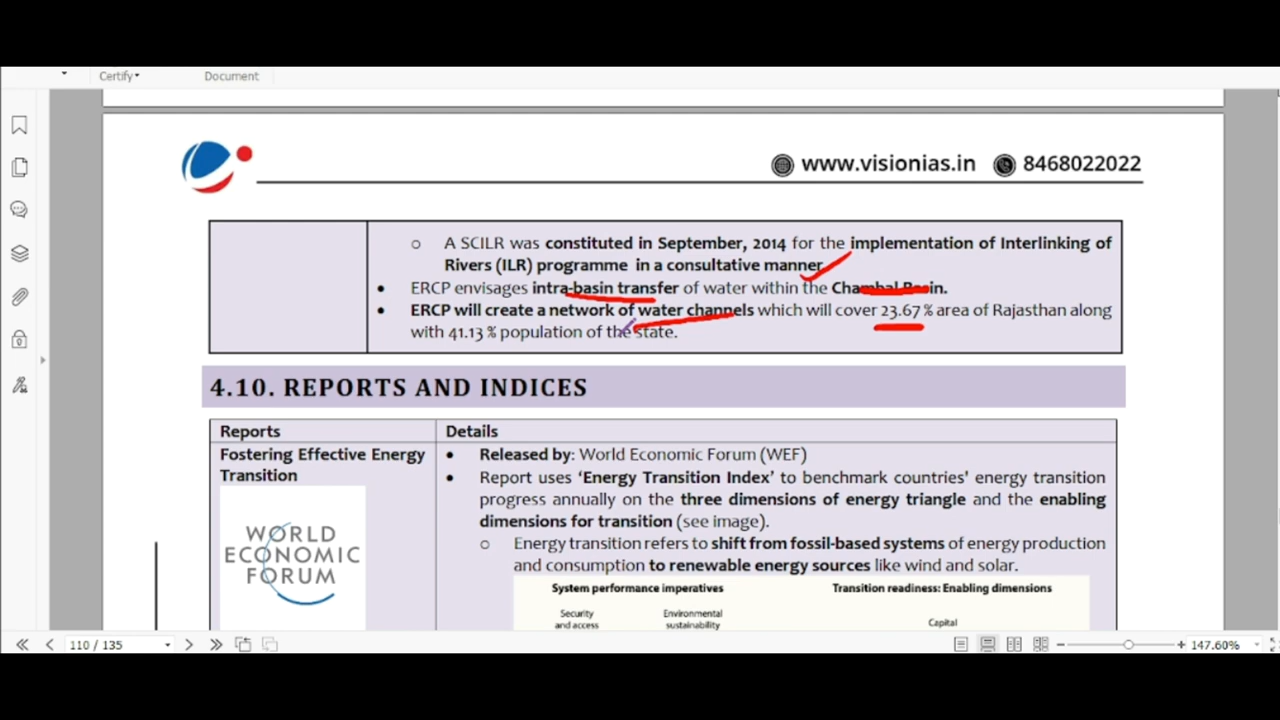 Certify
Document
www.visionias.in 8468022022
o A SCILR was constituted in September, 2014 for the implementation of Interlinking of
Rivers (ILR) programme in a consultative manner
• ERCP envisages intra-basin transfer of water within the Chambal Basin.
• ERCP will create a network of water channels which will cover 23.67 % area of Rajasthan along
with 41.13 % population of the state.
4.10. REPORTS AND INDICES
Reports Details
Fostering Effective Energy
Transition
WORLD
ECONOMIC
FORUM
• Released by: World Economic Forum (WEF)
• Report uses ‘Energy Transition Index’ to benchmark countries' energy transition
progress annually on the three dimensions of energy triangle and the enabling
dimensions for transition (see image).
o Energy transition refers to shift from fossil-based systems of energy production
and consumption to renewable energy sources like wind and solar.
System performance imperatives Transition readiness: Enabling dimensions
Security
and access
Environmental
sustainability
Capital
110 / 135
147.60%